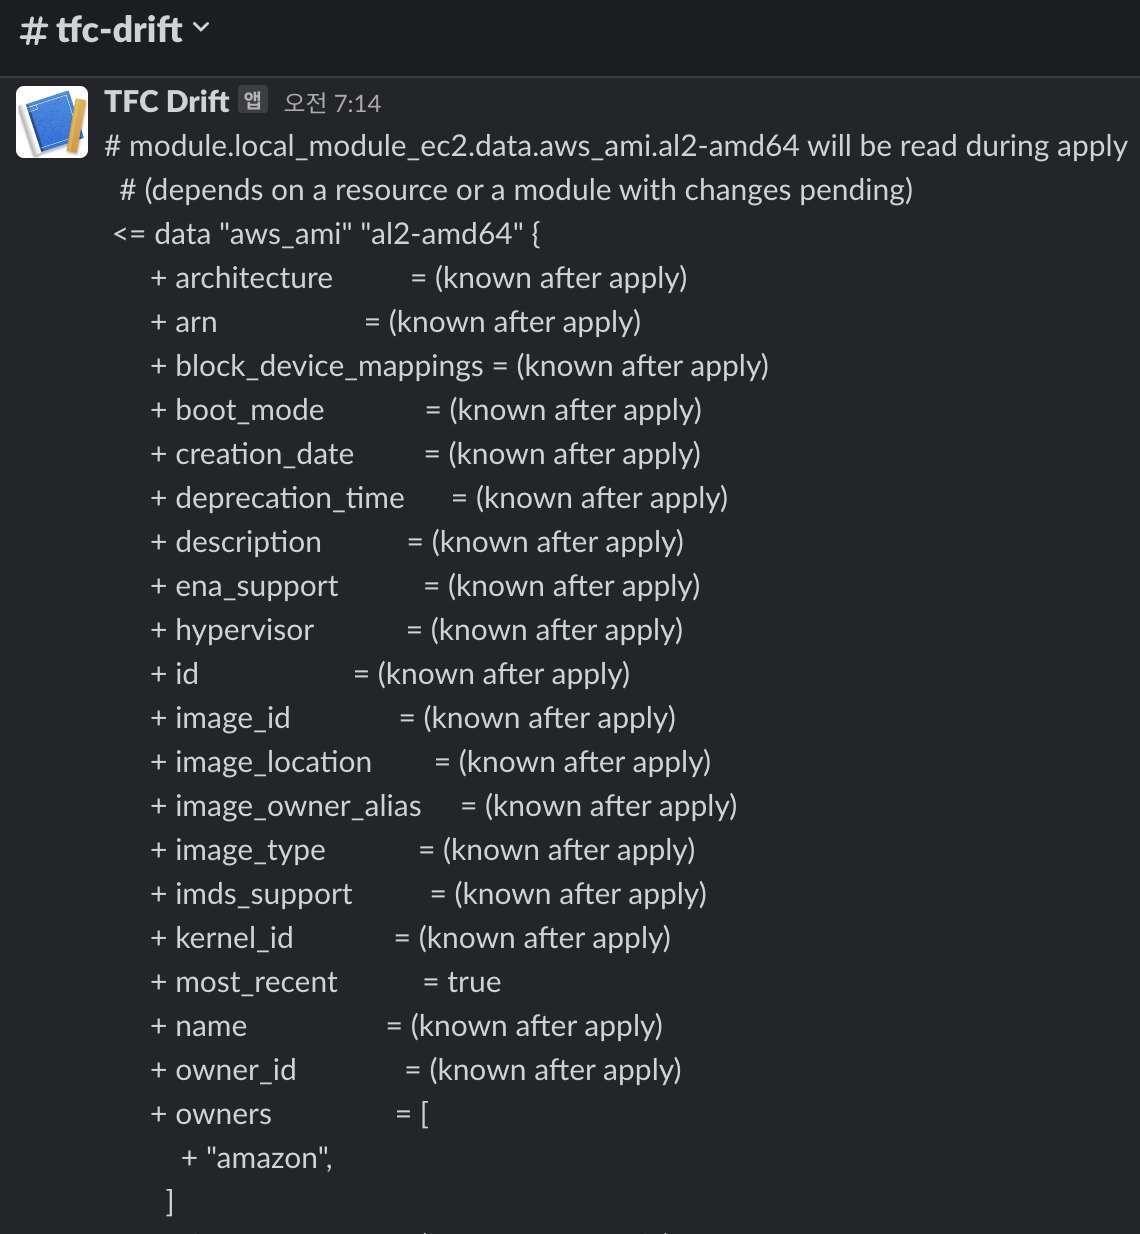 # tfc-drift
TFC Drift 앱 오전 7:14
# module.local_module_ec2.data.aws_ami.al2-amd64 will be read during apply
# (depends on a resource or a module with changes pending)
<= data "aws_ami" "al2-amd64" {
+ architecture = (known after apply)
+ arn = (known after apply)
+ block_device_mappings = (known after apply)
+ boot_mode = (known after apply)
+ creation_date = (known after apply)
+ deprecation_time = (known after apply)
+ description = (known after apply)
+ ena_support = (known after apply)
+ hypervisor = (known after apply)
+ id = (known after apply)
+ image_id = (known after apply)
+ image_location = (known after apply)
+ image_owner_alias = (known after apply)
+ image_type = (known after apply)
+ imds_support = (known after apply)
+ kernel_id = (known after apply)
+ most_recent = true
+ name = (known after apply)
+ owner_id = (known after apply)
+ owners = [
+ "amazon",
]